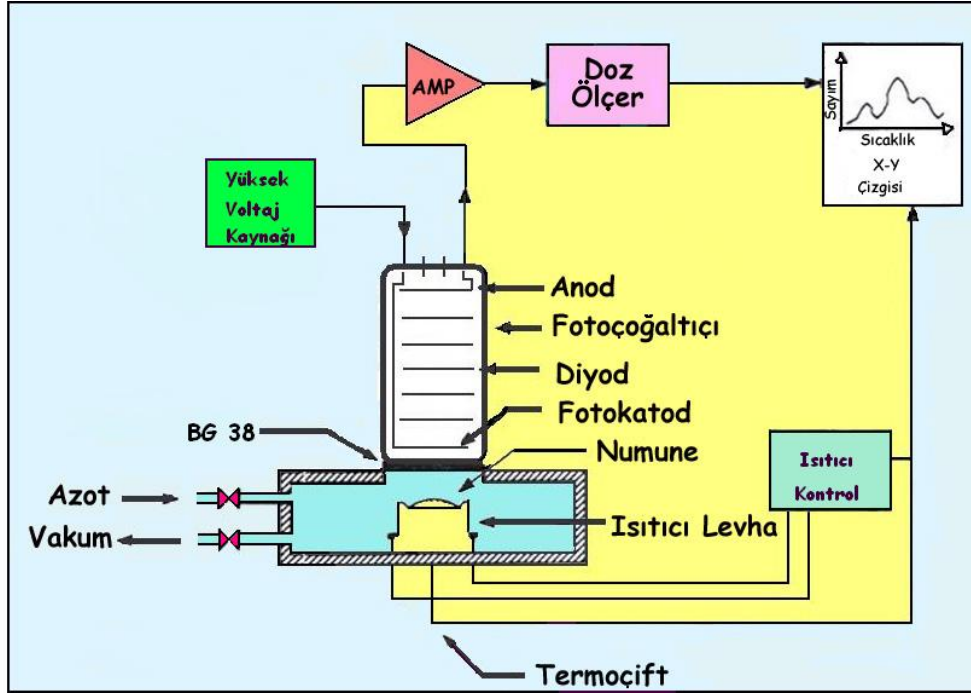 AMP
Doz
Ölçer
Sayım
Sıcaklık
X-Y
Çizgisi
Yüksek
Voltaj
Kaynağı
Anod
Fotoçoğaltıçı
Diyod
Fotokatod
BG 38
Numune
Isıtıcı
Kontrol
Azot
Isıtıcı Levha
Vakum
Termoçift